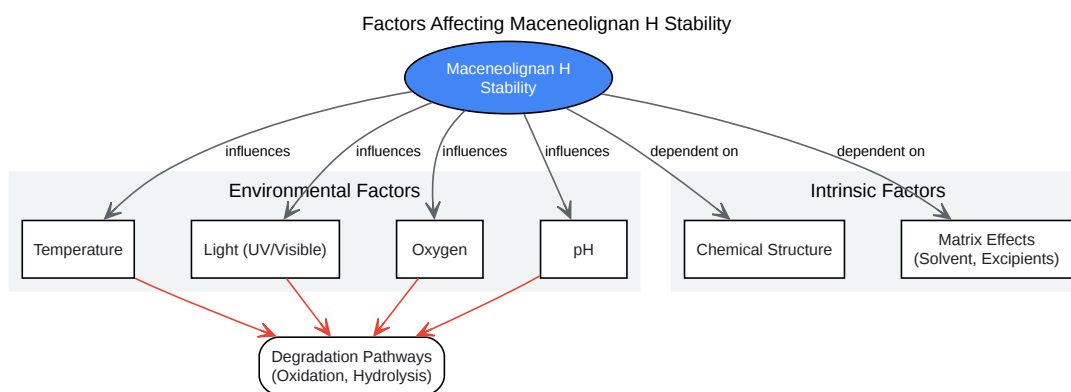 Factors Affecting Maceneolignan H Stability
Maceneolignan H
Stability
influences
influences
influences
influences
dependent on
dependent on
Environmental Factors
Intrinsic Factors
Temperature
Light (UV/Visible)
Oxygen
pH
Chemical Structure
Matrix Effects
(Solvent, Excipients)
Degradation Pathways
(Oxidation, Hydrolysis)